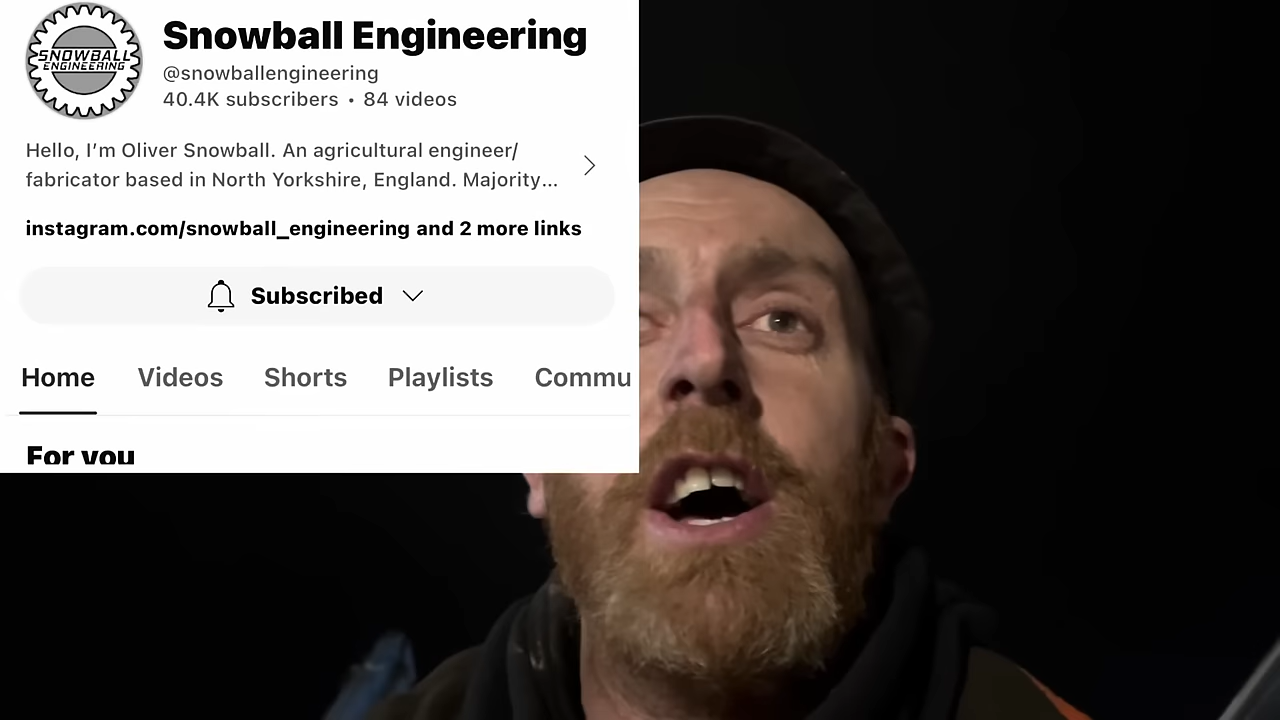 SNOWBALL
ENGINEERING
Snowball Engineering
@snowballengineering
40.4K subscribers • 84 videos
Hello, I’m Oliver Snowball. An agricultural engineer/
fabricator based in North Yorkshire, England. Majority...
instagram.com/snowball_engineering and 2 more links
Subscribed
Home Videos Shorts Playlists Commu
For you